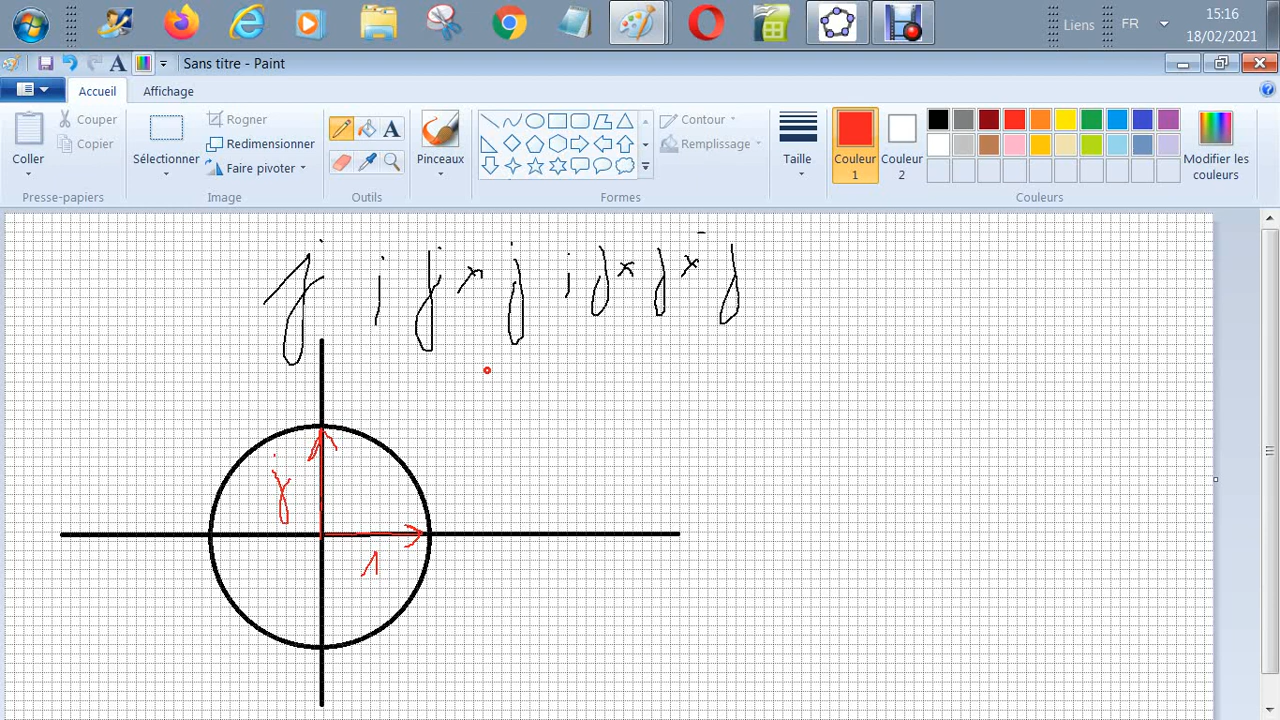 15:16
Liens FR
18/02/2021
Sans titre - Paint
Accueil Affichage
Coller
Couper
Copier
Presse-papiers
Sélectionner
Rogner
Redimensionner
Faire pivoter
Image
Outils
Pinceaux
Contour
Remplissage
Formes
Taille
Couleur 1
Couleur 2
Modifier les couleurs
Couleurs
j j j × j j j × j × j
j
1